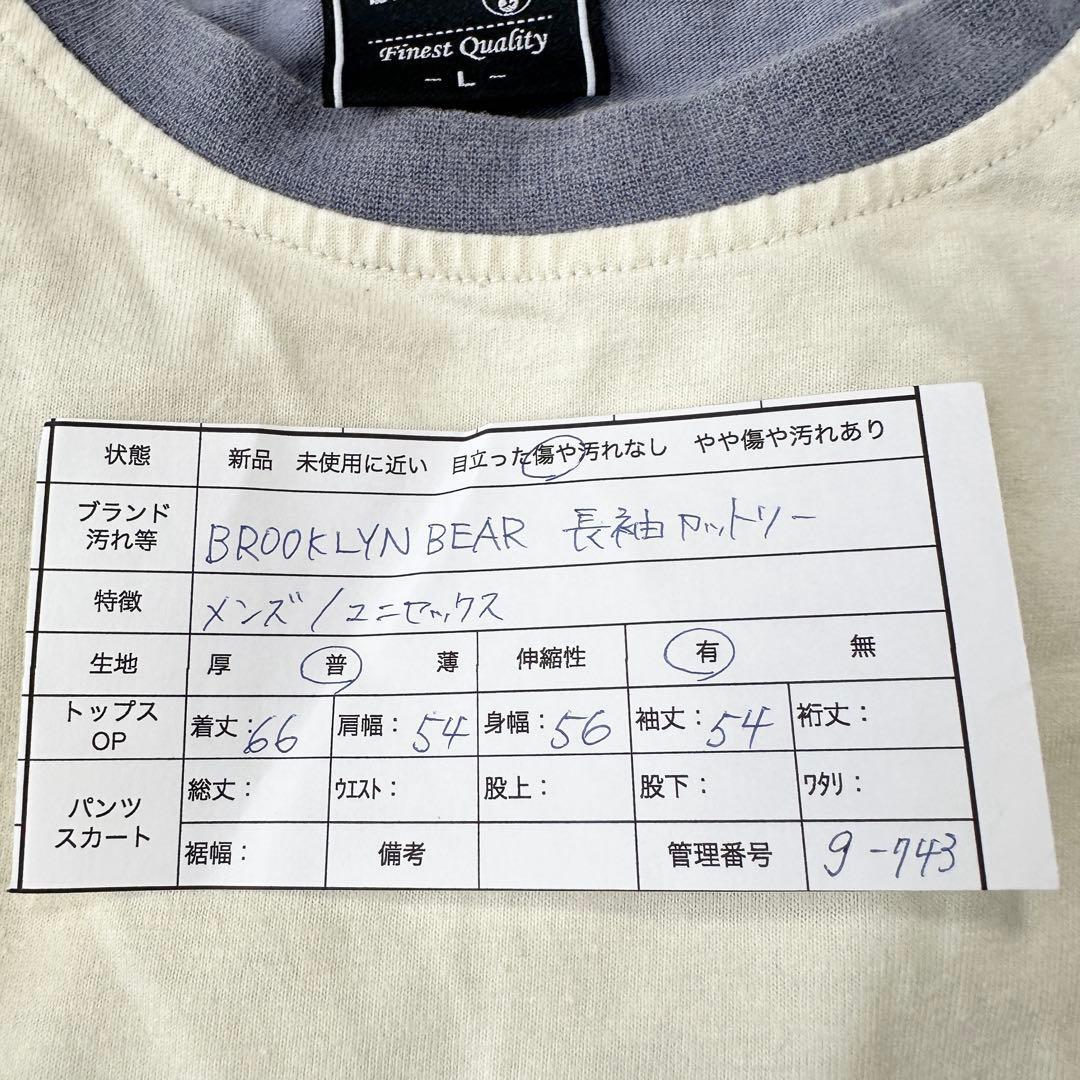 Finest Quality
- L -
状態 新品 未使用に近い 目立った傷や汚れなし やや傷や汚れあり
ブランド
汚れ等
BROOKLYN BEAR 長袖カットソー
特徴 メンズ/ユニセックス
生地 厚 普 薄 伸縮性 有 無
トップス
OP
着丈:66 肩幅:54 身幅:56 袖丈:54 裄丈:
パンツ
スカート
総丈: ウエスト: 股上: 股下: ワタリ:
裾幅: 備考 管理番号 9-743